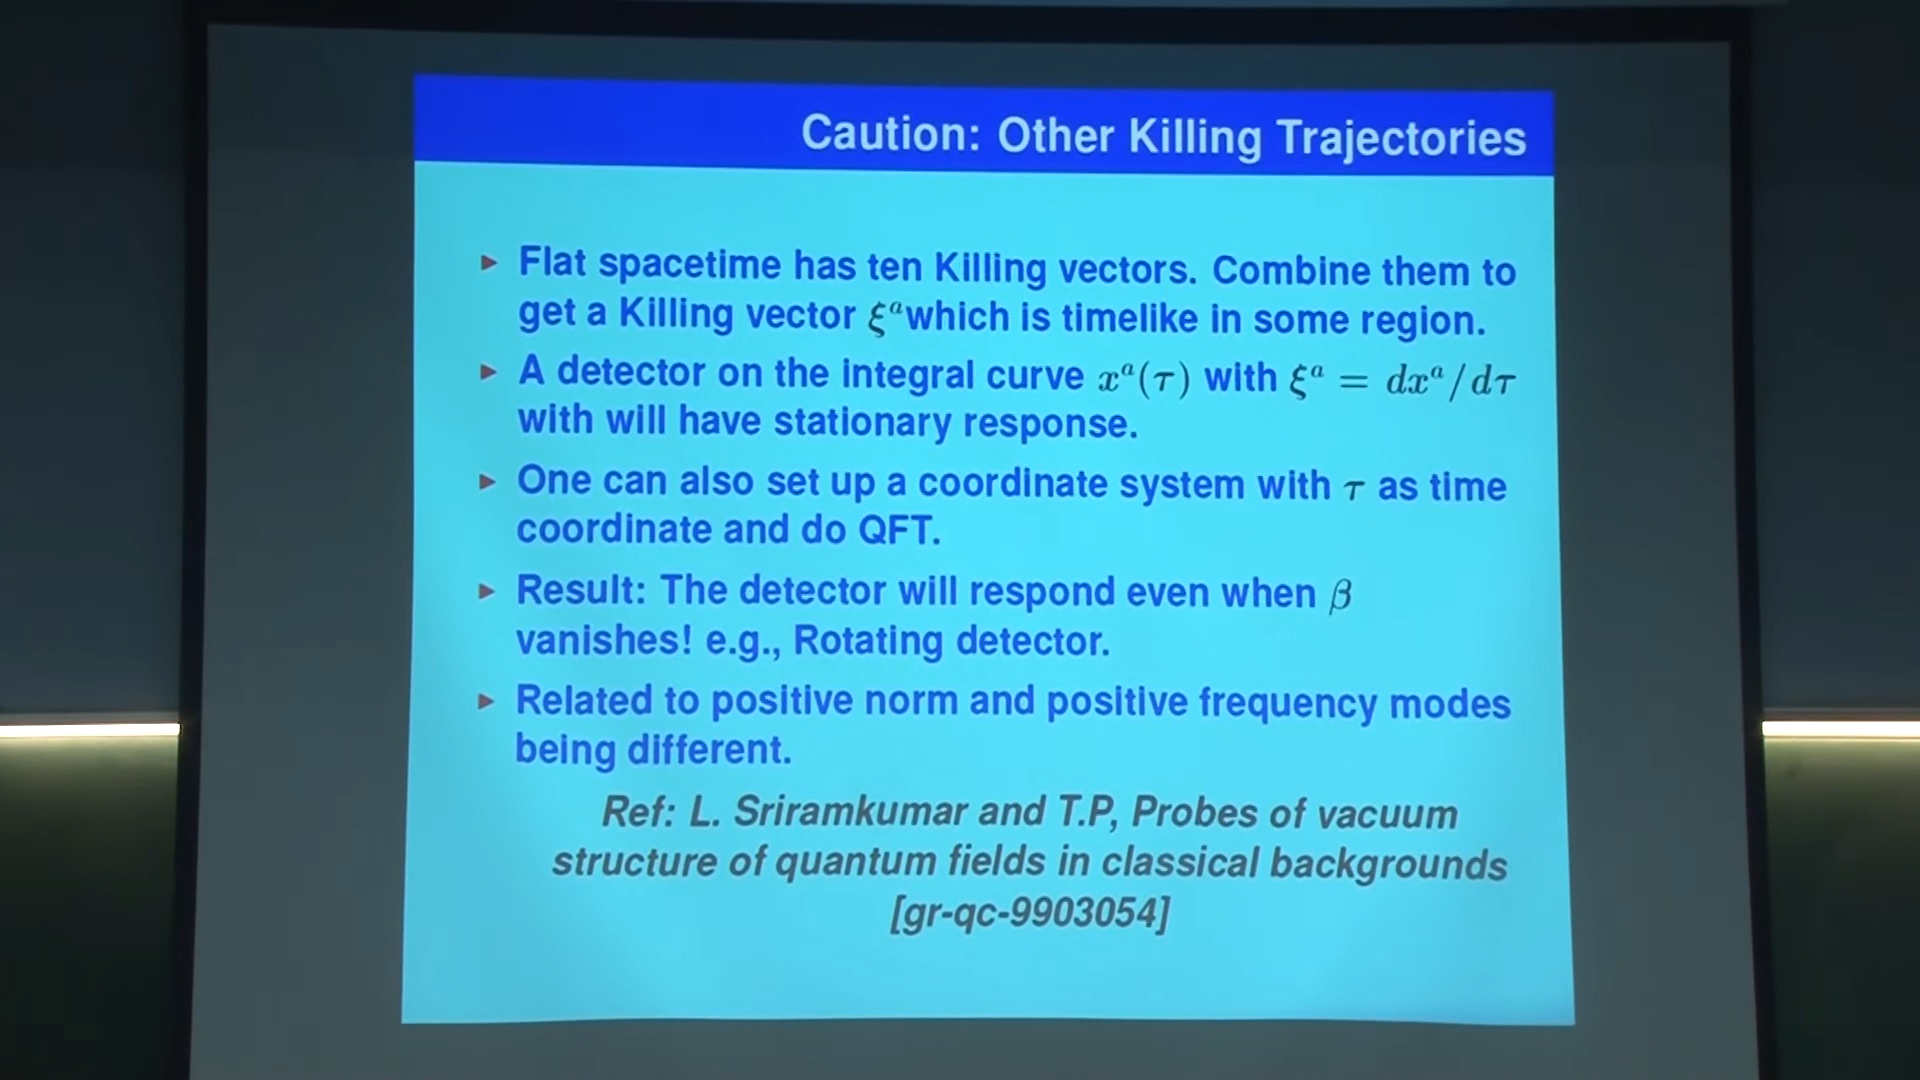 Caution: Other Killing Trajectories
▸ Flat spacetime has ten Killing vectors. Combine them to
get a Killing vector ξᵃwhich is timelike in some region.
▸ A detector on the integral curve xᵃ(τ) with ξᵃ = dxᵃ/dτ
with will have stationary response.
▸ One can also set up a coordinate system with τ as time
coordinate and do QFT.
▸ Result: The detector will respond even when β
vanishes! e.g., Rotating detector.
▸ Related to positive norm and positive frequency modes
being different.
Ref: L. Sriramkumar and T.P, Probes of vacuum
structure of quantum fields in classical backgrounds
[gr-qc-9903054]